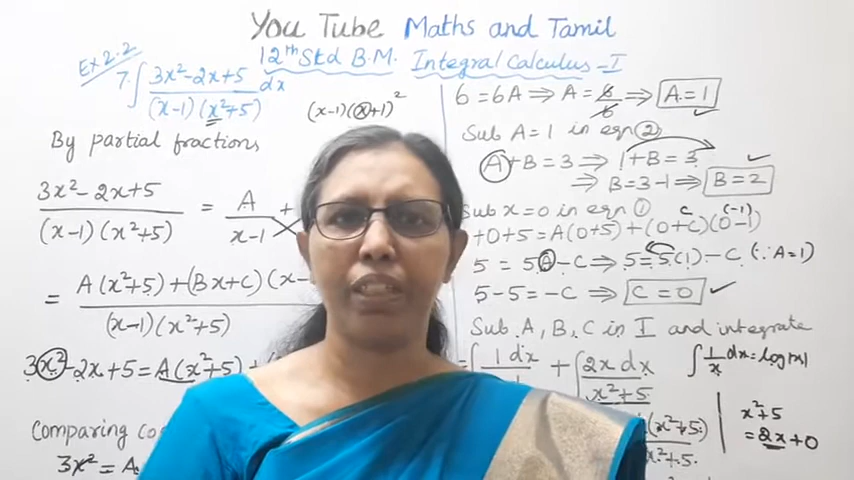 You Tube Maths and Tamil
12th Std B.M. Integral Calculus-I
Ex 2.2
7. ∫ 3x²-2x+5 / (x-1)(x²+5) dx
(x-1)(x+1)²
By partial fractions,
3x²-2x+5 / (x-1)(x²+5) = A / x-1 +
= A(x²+5)+(Bx+C)(x- / (x-1)(x²+5)
3x²-2x+5 = A(x²+5)+
Comparing
3x² = A
6 = 6A ⇒ A = 6/6 ⇒ A = 1
Sub A=1 in eqn ②
A+B=3 ⇒ 1+B=3
⇒ B=3-1 ⇒ B=2
Sub x=0 in eqn ①
+0+5 = A(0+5)+(0+C)(0-1) (-1)
5 = 5A-C ⇒ 5=5(1)-C (∵A=1)
5-5=-C ⇒ C=0
Sub A, B, C in I and integrate
= ∫ 1 dx + ∫ 2x dx / x²+5
∫ 1/x dx = log |x|
(x²+5) / x²+5
x²+5
= 2x+0